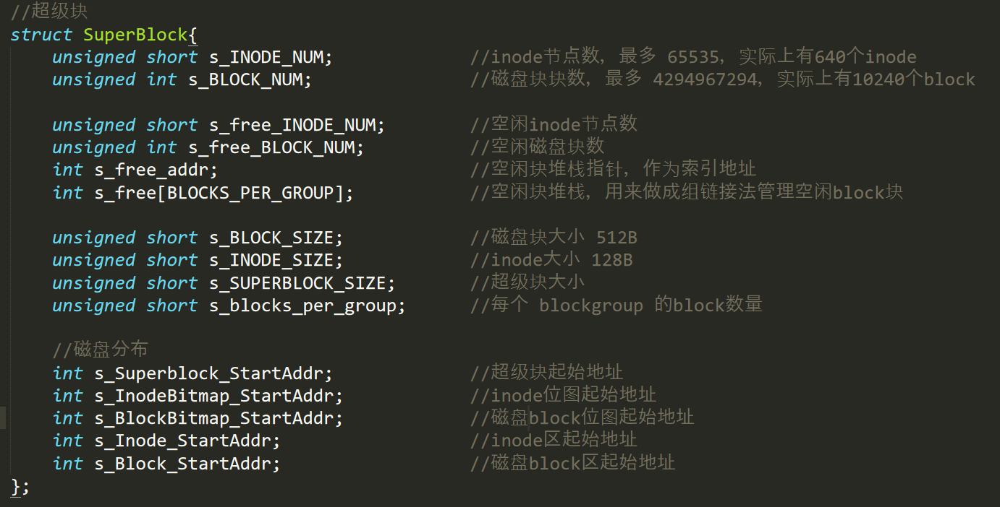 //超级块
struct SuperBlock{
    unsigned short s_INODE_NUM;             //inode节点数，最多 65535，实际上有640个inode
    unsigned int s_BLOCK_NUM;               //磁盘块块数，最多 4294967294，实际上有10240个block
    unsigned short s_free_INODE_NUM;        //空闲inode节点数
    unsigned int s_free_BLOCK_NUM;          //空闲磁盘块数
    int s_free_addr;                        //空闲块堆栈指针，作为索引地址
    int s_free[BLOCKS_PER_GROUP];           //空闲块堆栈，用来做成组链接法管理空闲block块
    unsigned short s_BLOCK_SIZE;            //磁盘块大小 512B
    unsigned short s_INODE_SIZE;            //inode大小 128B
    unsigned short s_SUPERBLOCK_SIZE;       //超级块大小
    unsigned short s_blocks_per_group;      //每个 blockgroup 的block数量
    //磁盘分布
    int s_Superblock_StartAddr;             //超级块起始地址
    int s_InodeBitmap_StartAddr;            //inode位图起始地址
    int s_BlockBitmap_StartAddr;            //磁盘block位图起始地址
    int s_Inode_StartAddr;                  //inode区起始地址
    int s_Block_StartAddr;                  //磁盘block区起始地址
};